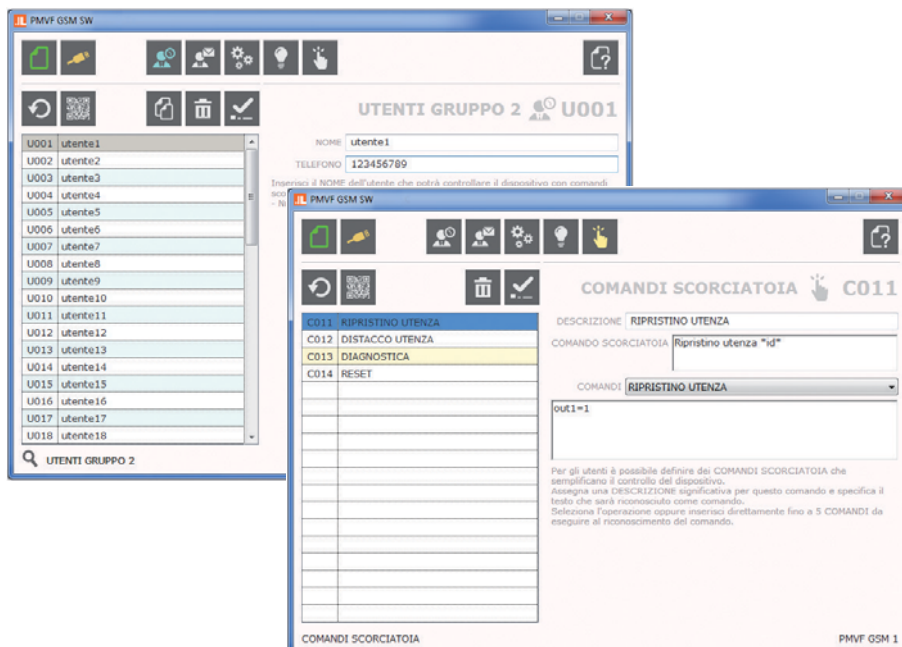 PMVF GSM SW
UTENTI GRUPPO 2 U001
U001 utente1
U002 utente2
U003 utente3
U004 utente4
U005 utente5
U006 utente6
U007 utente7
U008 utente8
U009 utente9
U010 utente10
U011 utente11
U012 utente12
U013 utente13
U014 utente14
U015 utente15
U016 utente16
U017 utente17
U018 utente18
UTENTI GRUPPO 2
NOME utente1
TELEFONO 123456789
Inserisci il NOME dell'utente che potrà controllare il dispositivo con comandi
PMVF GSM SW
COMANDI SCORCIATOIA C011
C011 RIPRISTINO UTENZA
C012 DISTACCO UTENZA
C013 DIAGNOSTICA
C014 RESET
DESCRIZIONE RIPRISTINO UTENZA
COMANDO SCORCIATOIA Ripristino utenza "id"
COMANDI RIPRISTINO UTENZA
out1=1
Per gli utenti è possibile definire dei COMANDI SCORCIATOIA che
semplificano il controllo del dispositivo.
Assegna una DESCRIZIONE significativa per questo comando e specifica il
testo che sarà riconosciuto come comando.
Seleziona l'operazione oppure inserisci direttamente fino a 5 COMANDI da
eseguire al riconoscimento del comando.
COMANDI SCORCIATOIA
PMVF GSM 1